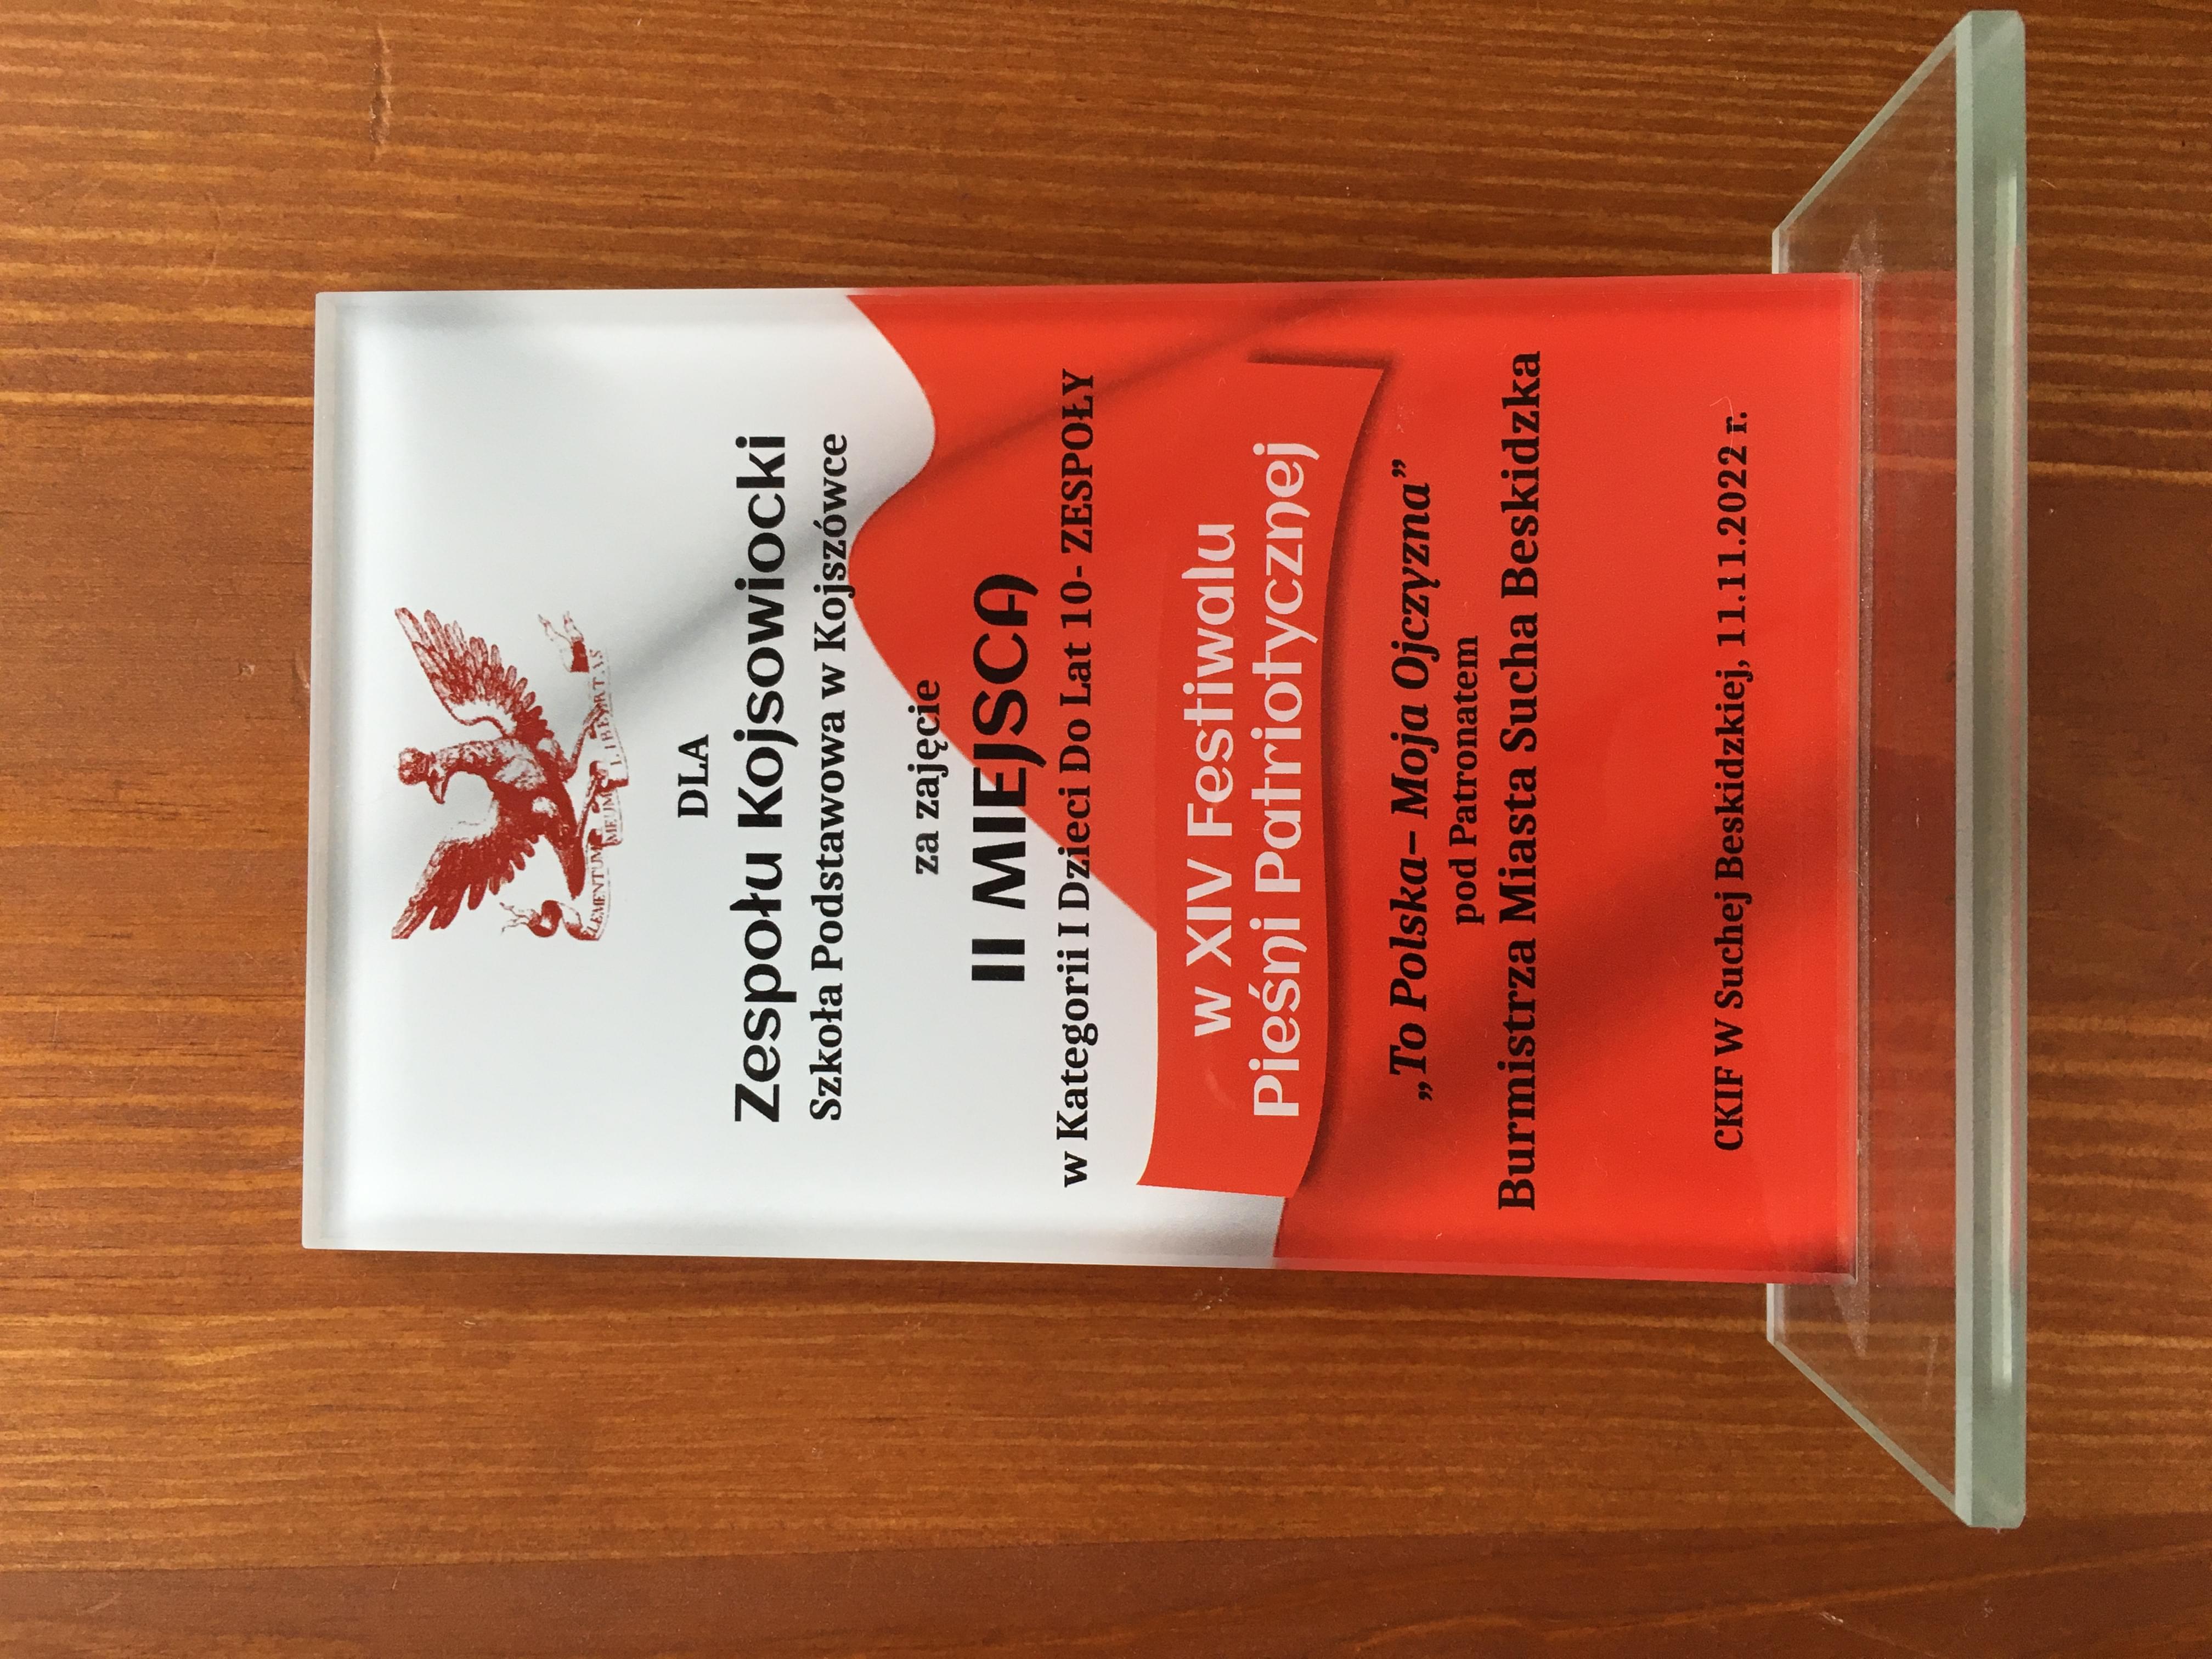 ELEMENTUM MEUM LIBERTAS
DLA
Zespołu Kojsowiocki
Szkoła Podstawowa w Kojszówce
za zajęcie
II MIEJSCA
w Kategorii I Dzieci Do Lat 10- ZESPOŁY
w XIV Festiwalu
Pieśni Patriotycznej
„To Polska– Moja Ojczyzna”
pod Patronatem
Burmistrza Miasta Sucha Beskidzka
CKIF W Suchej Beskidzkiej, 11.11.2022 r.